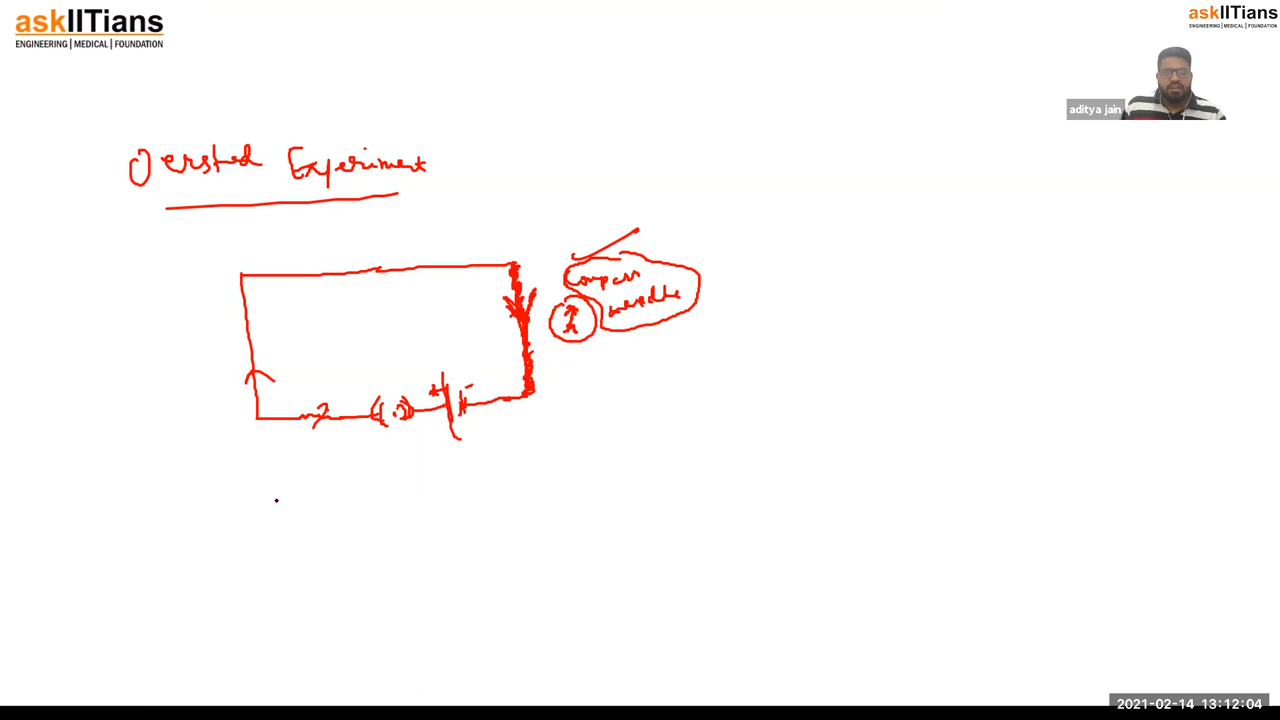 askIITians
ENGINEERING | MEDICAL | FOUNDATION
askIITians
ENGINEERING | MEDICAL | FOUNDATION
aditya jain
Oersted Experiment
Compass
needle
+ -
2021-02-14 13:12:04